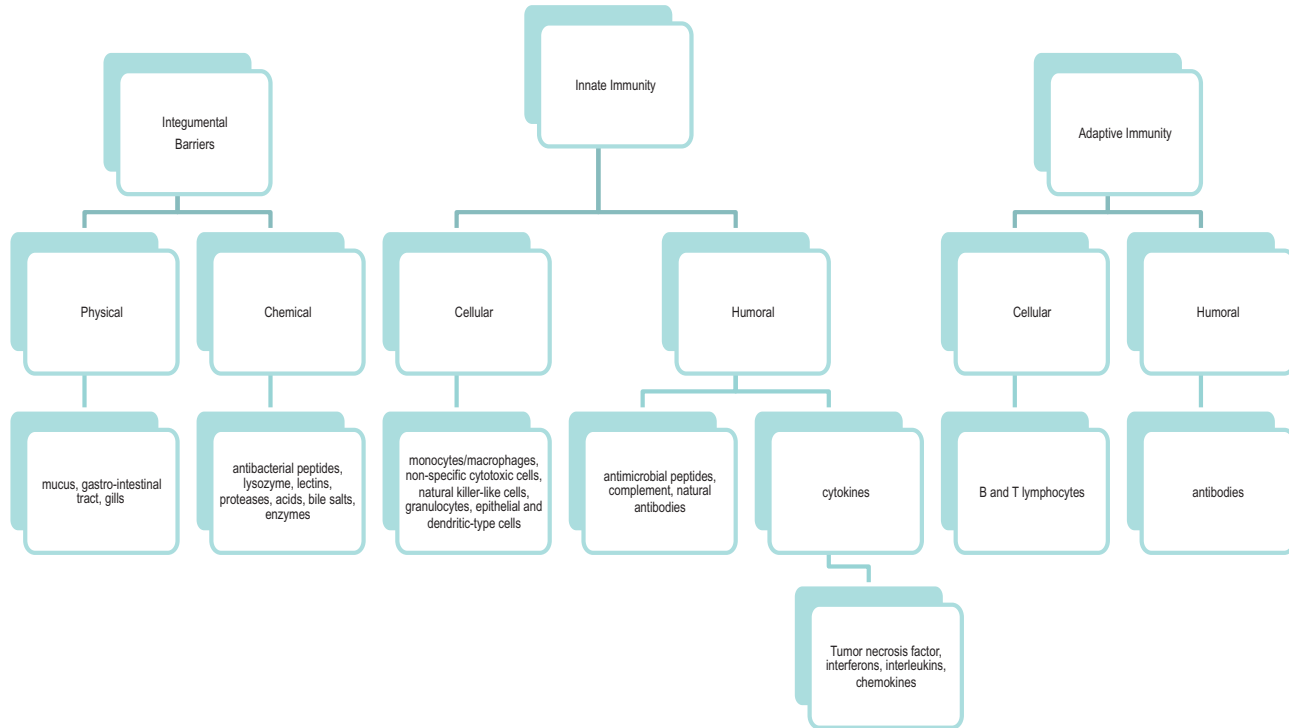 Innate Immunity
Integumental
Barriers
Adaptive Immunity
Physical
Chemical
Cellular
Humoral
Cellular
Humoral
mucus, gastro-intestinal
tract, gills
antibacterial peptides,
lysozyme, lectins,
proteases, acids, bile salts,
enzymes
monocytes/macrophages,
non-specific cytotoxic cells,
natural killer-like cells,
granulocytes, epithelial and
dendritic-type cells
antimicrobial peptides,
complement, natural
antibodies
cytokines
B and T lymphocytes
antibodies
Tumor necrosis factor,
interferons, interleukins,
chemokines